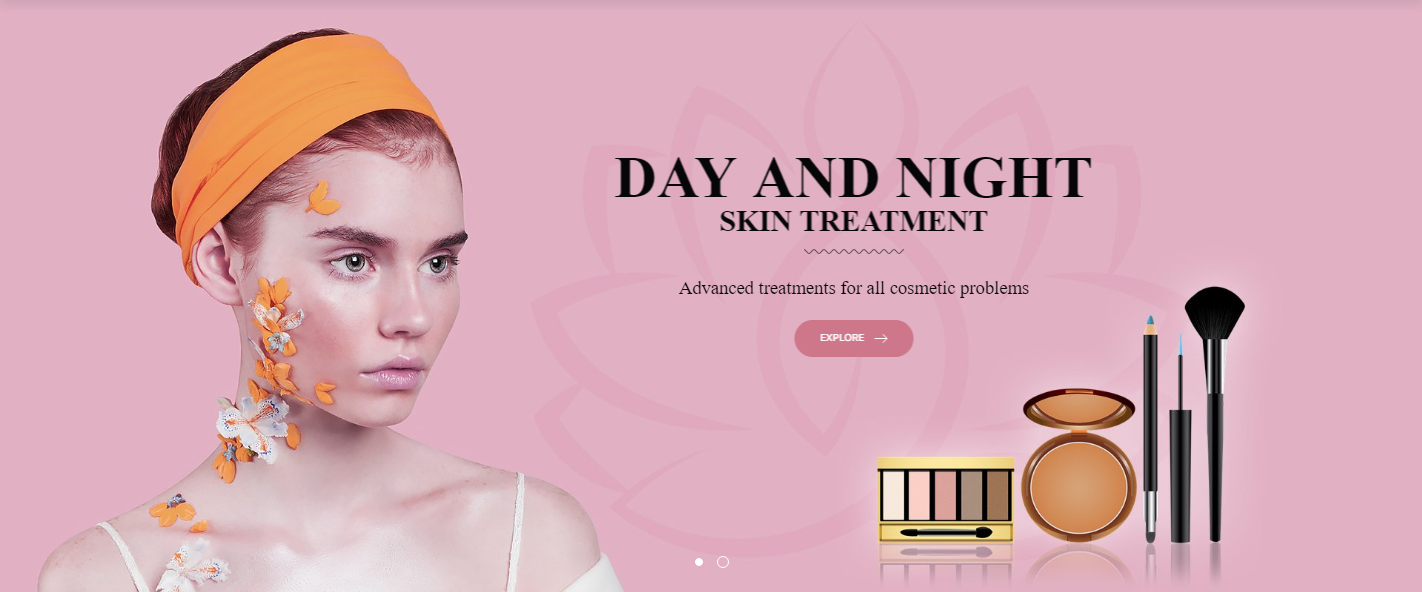 DAY AND NIGHT
SKIN TREATMENT
Advanced treatments for all cosmetic problems
EXPLORE